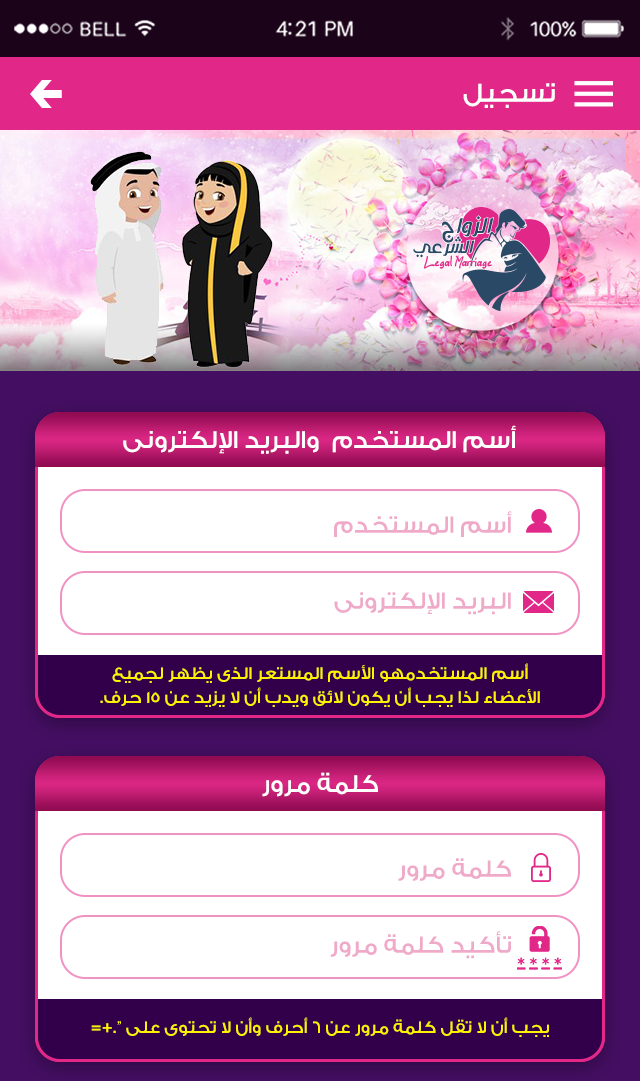 BELL 4:21 PM 100%
تسجيل
الزواج
الشرعي
Legal Marriage
أسم المستخدم والبريد الإلكترونى
أسم المستخدم
البريد الإلكترونى
أسم المستخدمهو الأسم المستعر الذى يظهر لجميع
الأعضاء لذا يجب أن يكون لائق ويدب أن لا يزيد عن ١٥ حرف.
كلمة مرور
كلمة مرور
تأكيد كلمة مرور
****
يجب أن لا تقل كلمة مرور عن ٦ أحرف وأن لا تحتوى على ”.+=